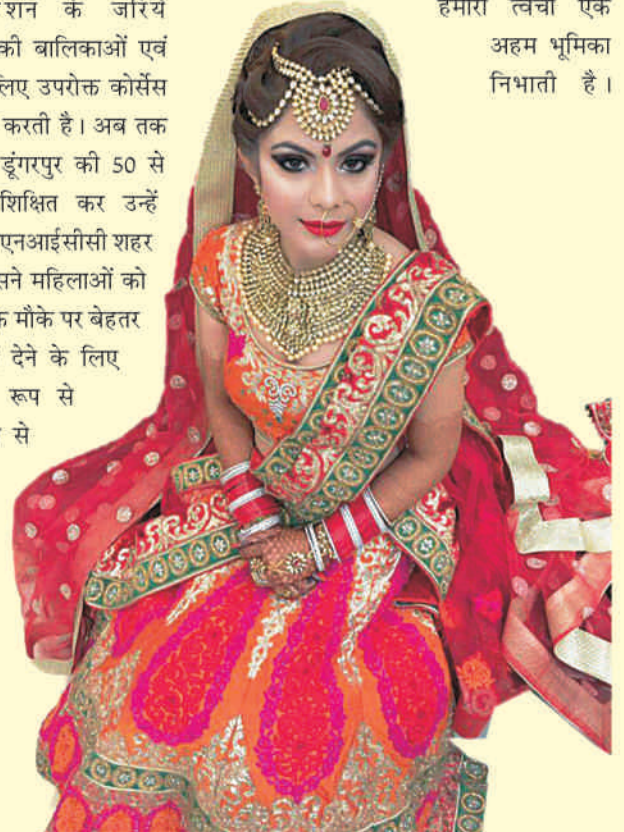 शन के जरिये
की बालिकाओं एवं
लिए उपरोक्त कोर्सेस
करती है। अब तक
डूंगरपुर की 50 से
शिक्षित कर उन्हें
एनआईसीसी शहर
सने महिलाओं को
क मौके पर बेहतर
देने के लिए
रूप से
से
हमारी त्वचा एक
अहम भूमिका
निभाती है।